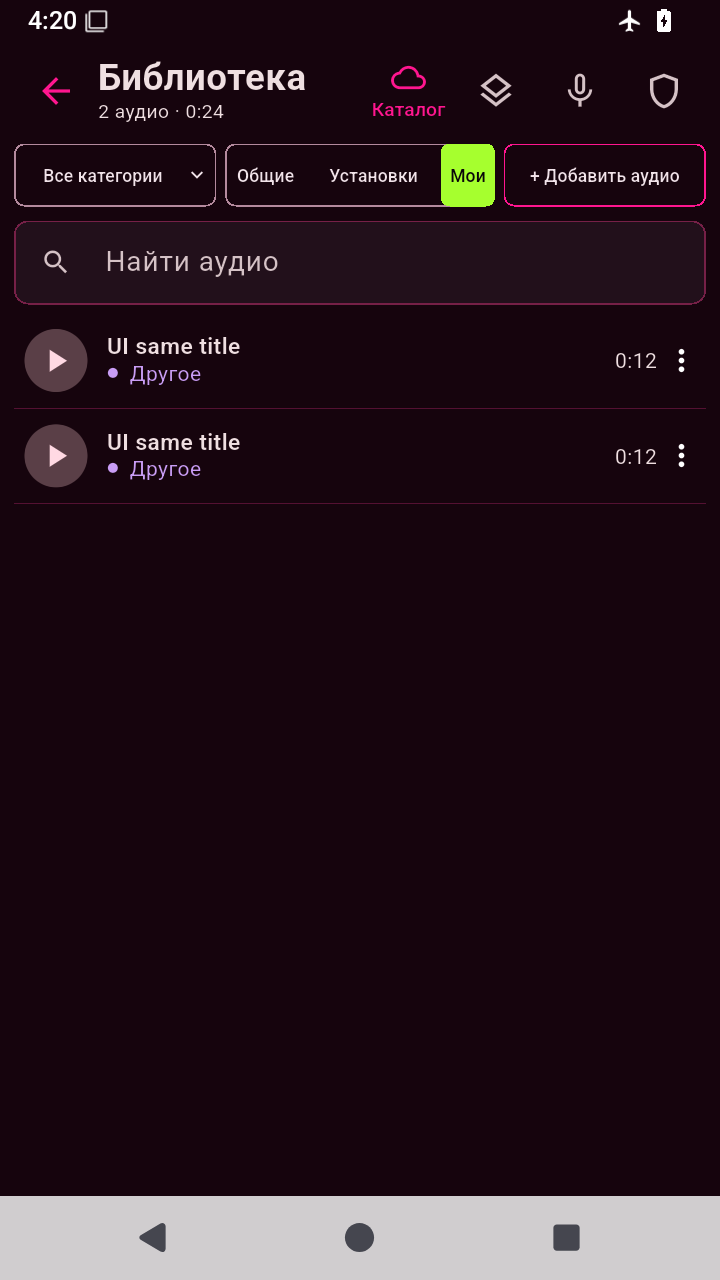 4:20
Библиотека
2 аудио · 0:24
Каталог
Все категории
Общие Установки Мои
+ Добавить аудио
Найти аудио
UI same title
Другое
0:12
UI same title
Другое
0:12